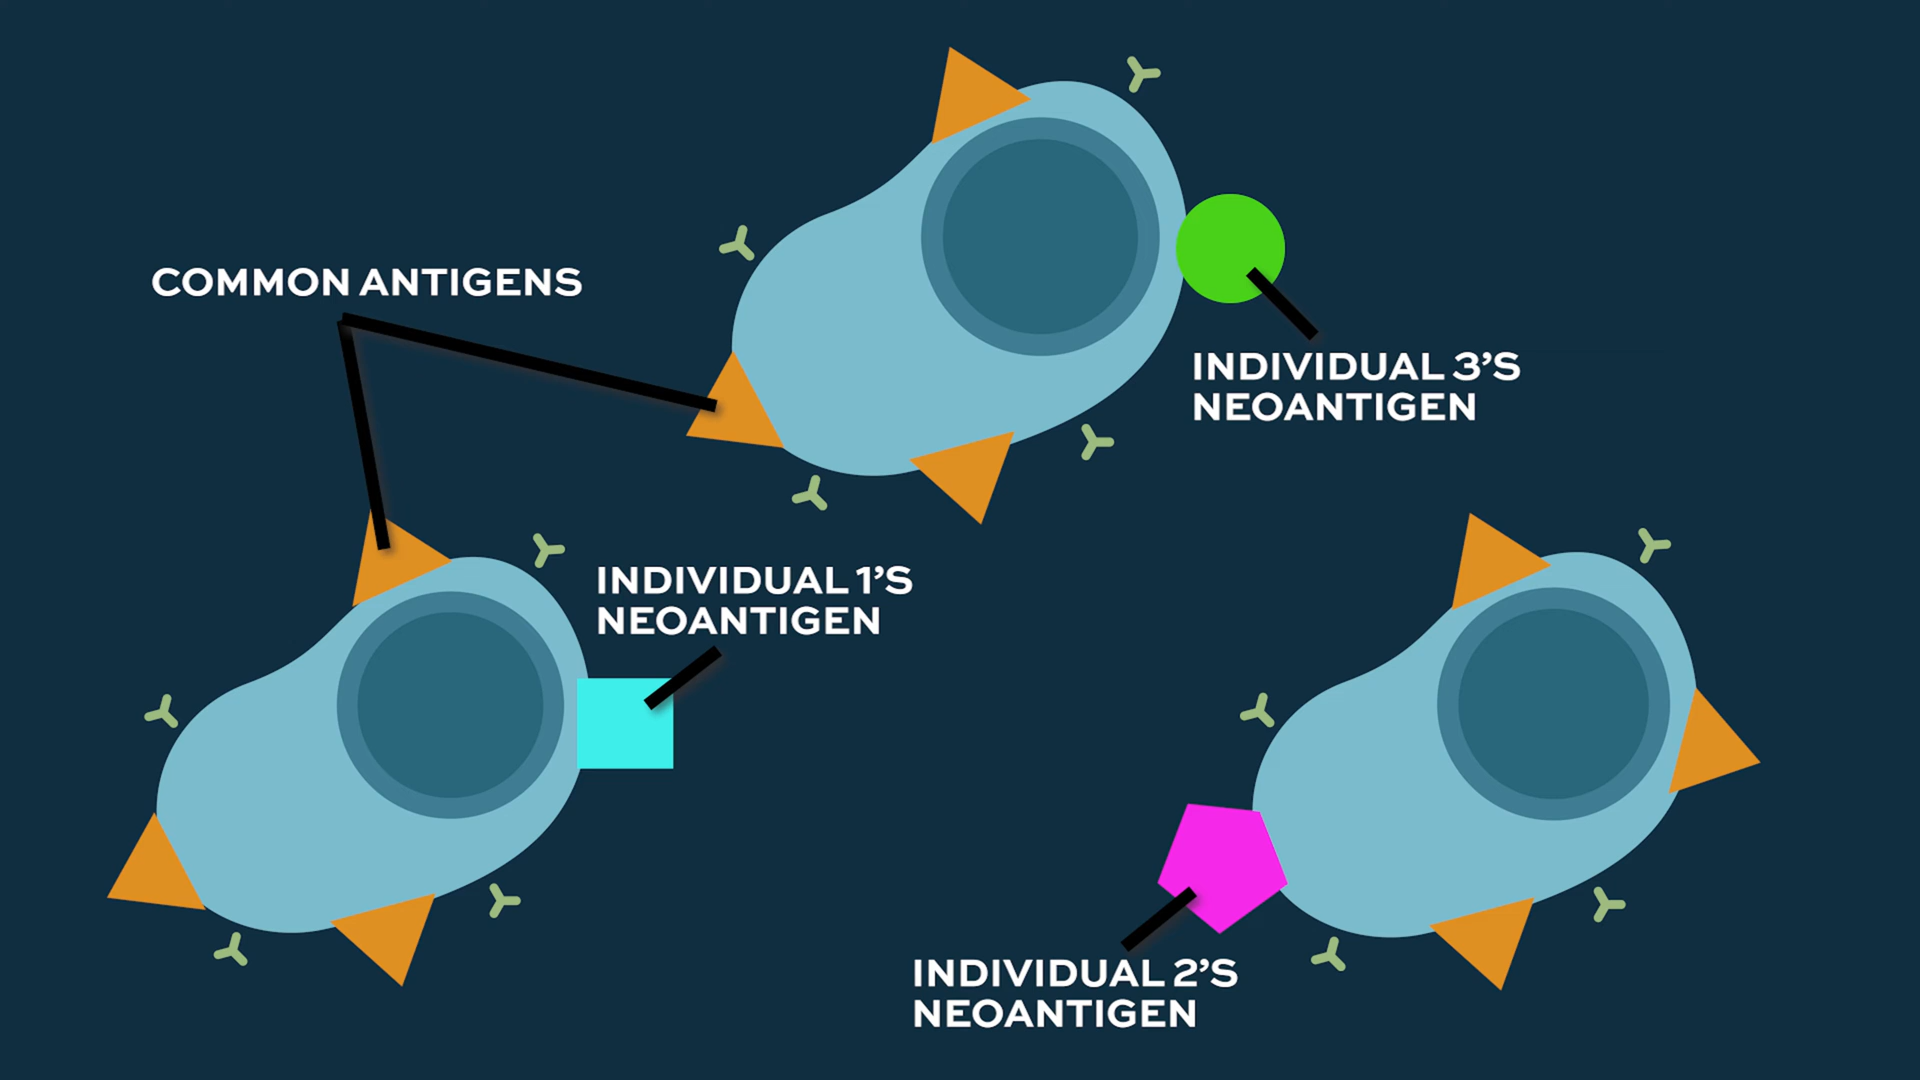 COMMON ANTIGENS
INDIVIDUAL 3’S
NEOANTIGEN
INDIVIDUAL 1’S
NEOANTIGEN
INDIVIDUAL 2’S
NEOANTIGEN